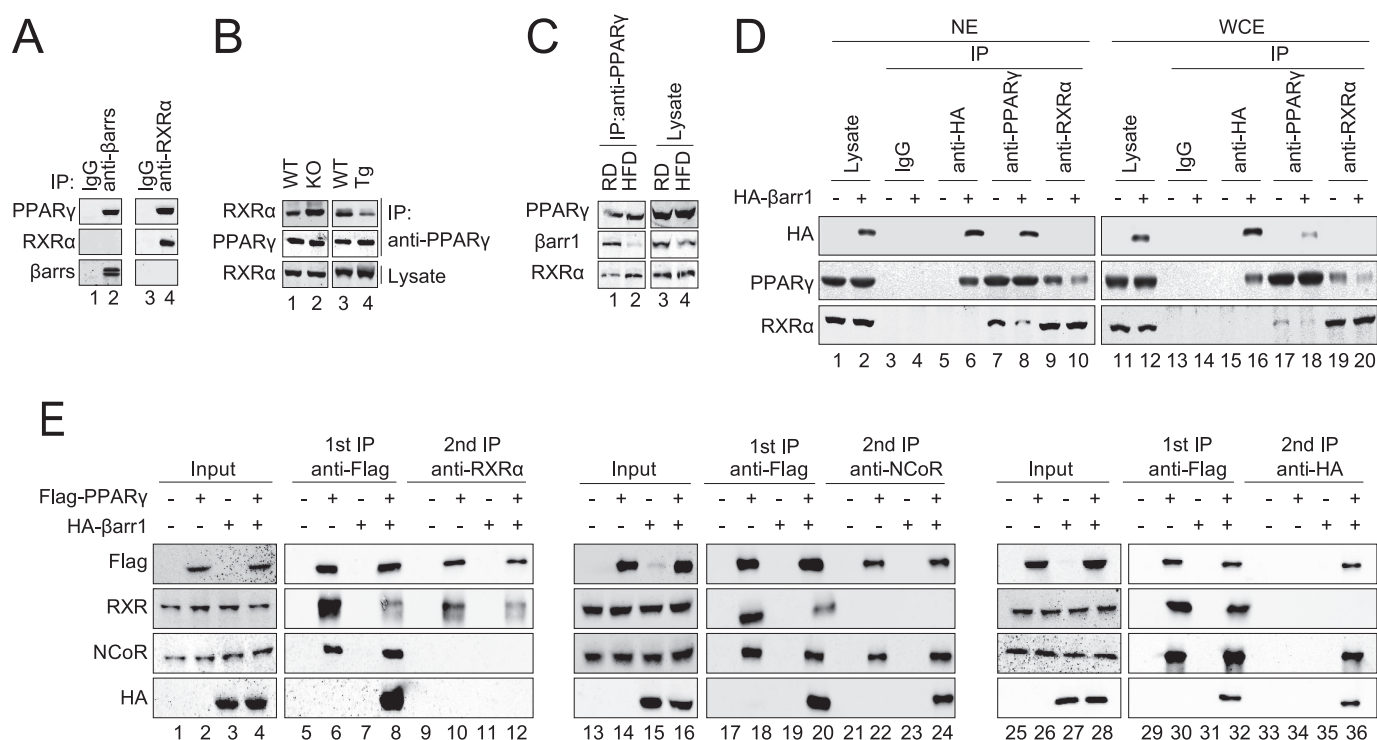 A
IP: IgG anti-βarrs IgG anti-RXRα
PPARγ
RXRα
βarrs
1 2 3 4
B
WT KO WT Tg
RXRα
PPARγ
RXRα
IP:
anti-PPARγ
Lysate
1 2 3 4
C
IP:anti-PPARγ Lysate
RD HFD RD HFD
PPARγ
βarr1
RXRα
1 2 3 4
D
NE WCE
IP IP
Lysate IgG anti-HA anti-PPARγ anti-RXRα Lysate IgG anti-HA anti-PPARγ anti-RXRα
HA-βarr1 - + - + - + - + - + - + - + - + - + - +
HA
PPARγ
RXRα
1 2 3 4 5 6 7 8 9 10 11 12 13 14 15 16 17 18 19 20
E
1st IP 2nd IP 1st IP 2nd IP 1st IP 2nd IP
Input anti-Flag anti-RXRα Input anti-Flag anti-NCoR Input anti-Flag anti-HA
Flag-PPARγ - + - + - + - + - + - + - + - + - + - + - + - + - + - + - + - + - + - +
HA-βarr1 - - + + - - + + - - + + - - + + - - + + - - + + - - + + - - + + - - + +
Flag
RXR
NCoR
HA
1 2 3 4 5 6 7 8 9 10 11 12 13 14 15 16 17 18 19 20 21 22 23 24 25 26 27 28 29 30 31 32 33 34 35 36